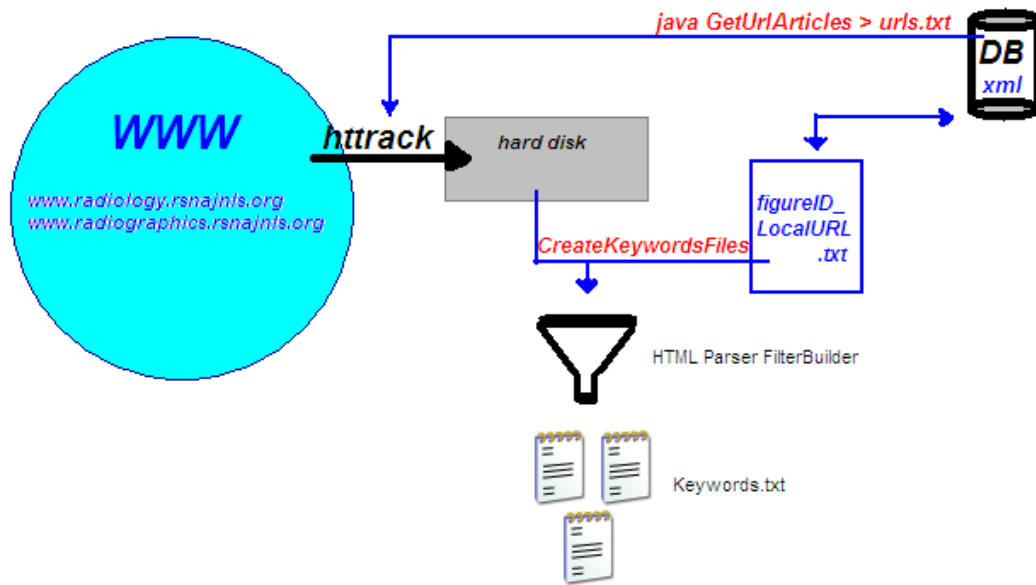 java GetUrlArticles > urls.txt
DB
xml
WWW
httrack
hard disk
www.radiology.rsnajnls.org
www.radiographics.rsnajnls.org
figureID_
LocalURL
.txt
CreateKeywordsFiles
HTML Parser FilterBuilder
Keywords.txt